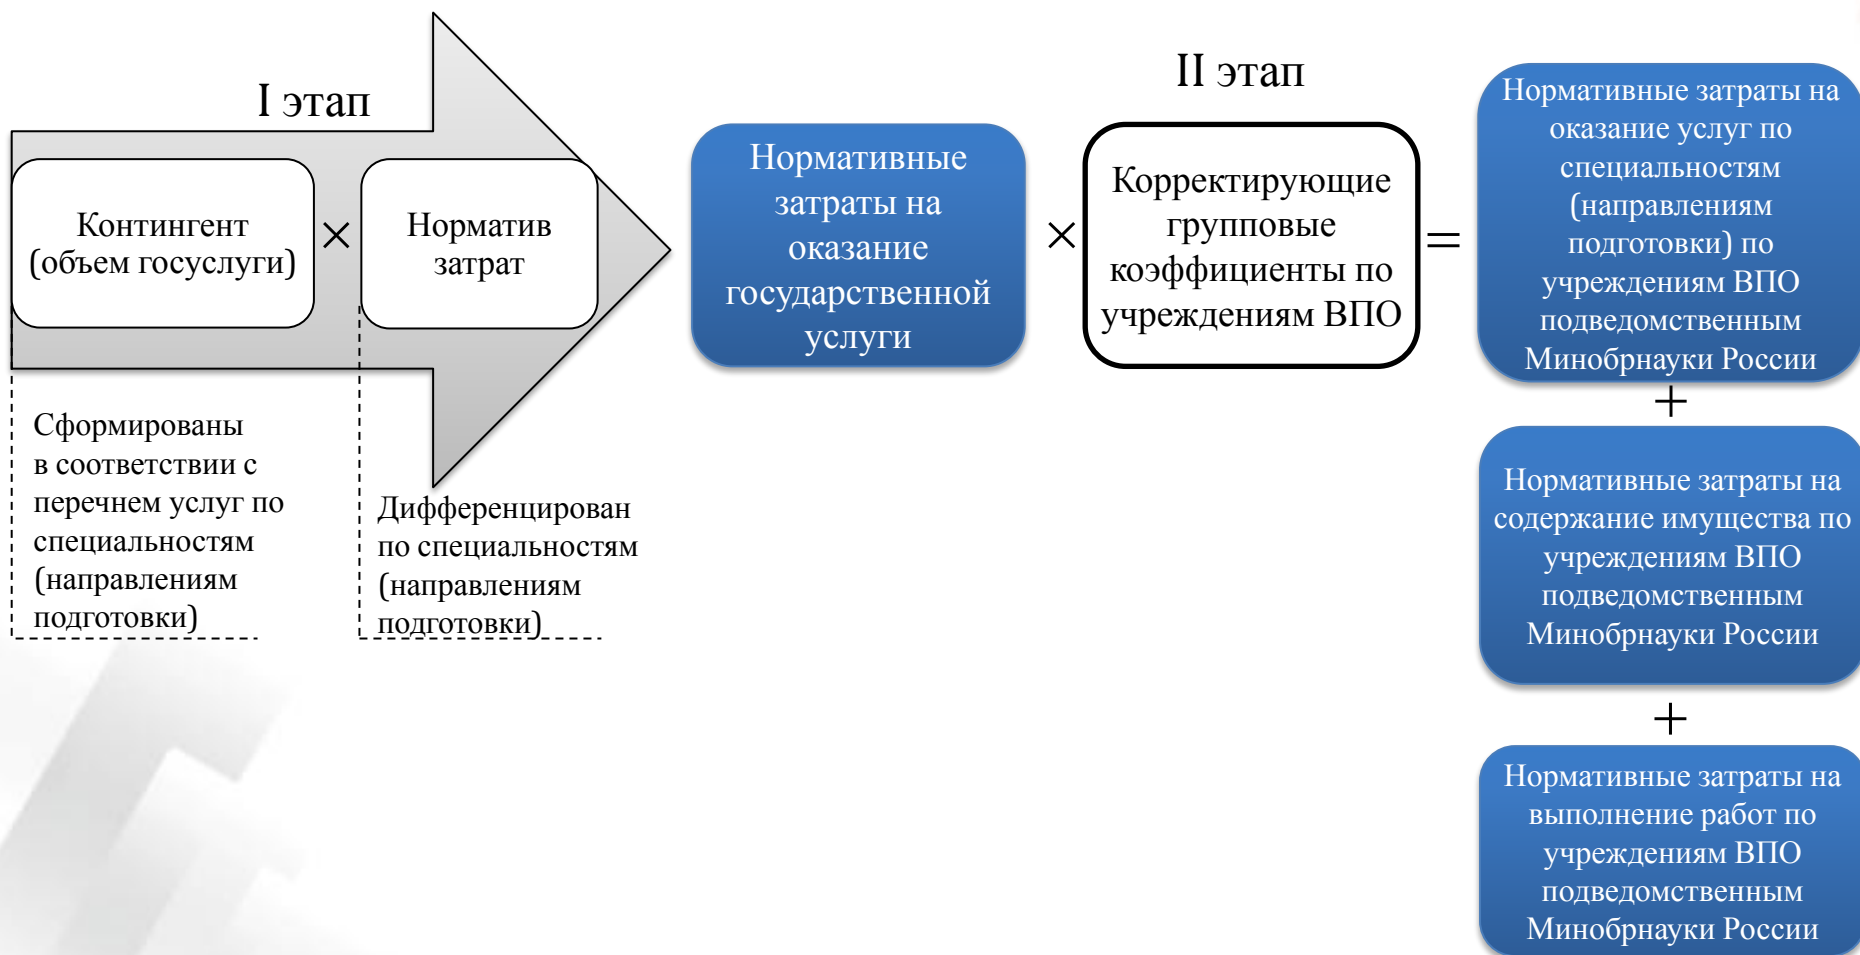 I этап
Контингент
(объем госуслуги)
×
Норматив
затрат
Сформированы
в соответствии с
перечнем услуг по
специальностям
(направлениям
подготовки)
Дифференцирован
по специальностям
(направлениям
подготовки)
Нормативные
затраты на
оказание
государственной
услуги
×
II этап
Корректирующие
групповые
коэффициенты по
учреждениям ВПО
=
Нормативные затраты на
оказание услуг по
специальностям
(направлениям
подготовки) по
учреждениям ВПО
подведомственным
Минобрнауки России
+
Нормативные затраты на
содержание имущества по
учреждениям ВПО
подведомственным
Минобрнауки России
+
Нормативные затраты на
выполнение работ по
учреждениям ВПО
подведомственным
Минобрнауки России